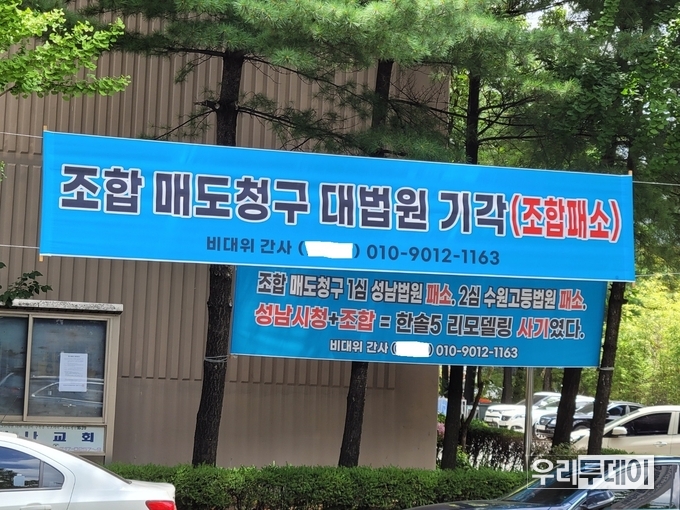 조합 매도청구 대법원 기각(조합패소)
비대위 간사 ( ) 010-9012-1163
조합 매도청구 1심 성남법원 패소, 2심 수원고등법원 패소.
성남시청+조합 = 한솔5 리모델링 사기였다.
비대위 간사 ( ) 010-9012-1163
교회
우리투데이